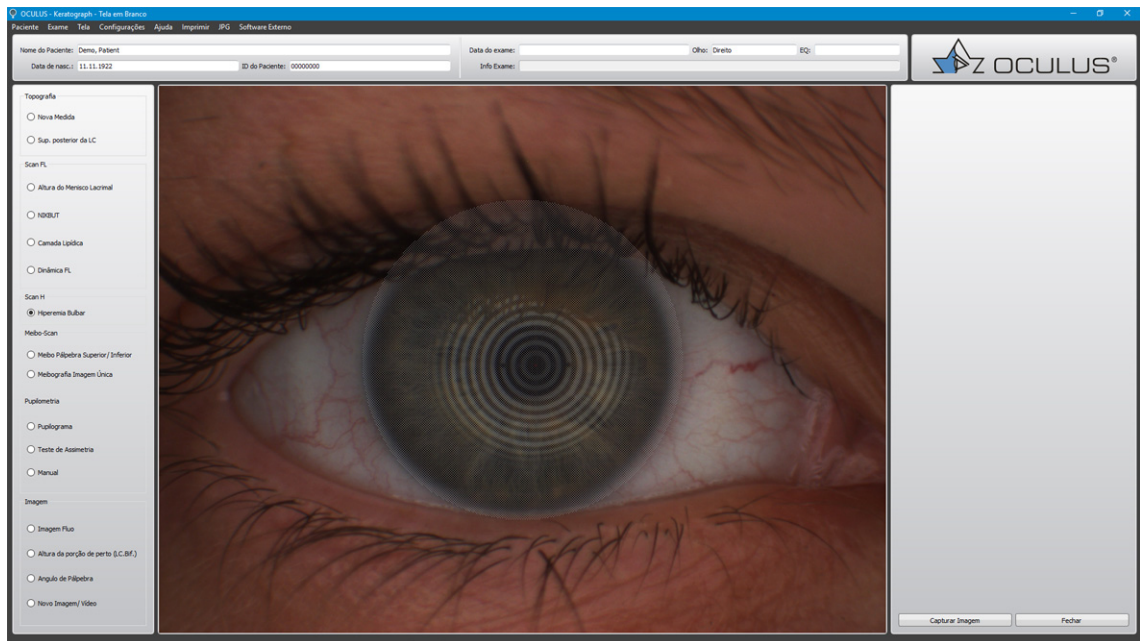 OCULUS - Keratograph - Tela em Branco
Paciente Exame Tela Configurações Ajuda Imprimir JPG Software Externo
Nome do Paciente: Demo, Patient Data do exame: Olho: Direito EQ:
Data de nasc.: 11.11.1922 ID do Paciente: 00000000 Info Exame:
OCULUS®
Topografia
Nova Medida
Sup. posterior da LC
Scan FL
Altura do Menisco Lacrimal
NIKBUT
Camada Lipídica
Dinâmica FL
Scan H
Hiperemia Bulbar
Meibo-Scan
Meibo Pálpebra Superior/ Inferior
Meibografia Imagem Única
Pupilometria
Pupilograma
Teste de Assimetria
Manual
Imagem
Imagem Fluo
Altura da porção de perto (LC.Bif.)
Angulo de Pálpebra
Novo Imagem/ Vídeo
Capturar Imagem Fechar